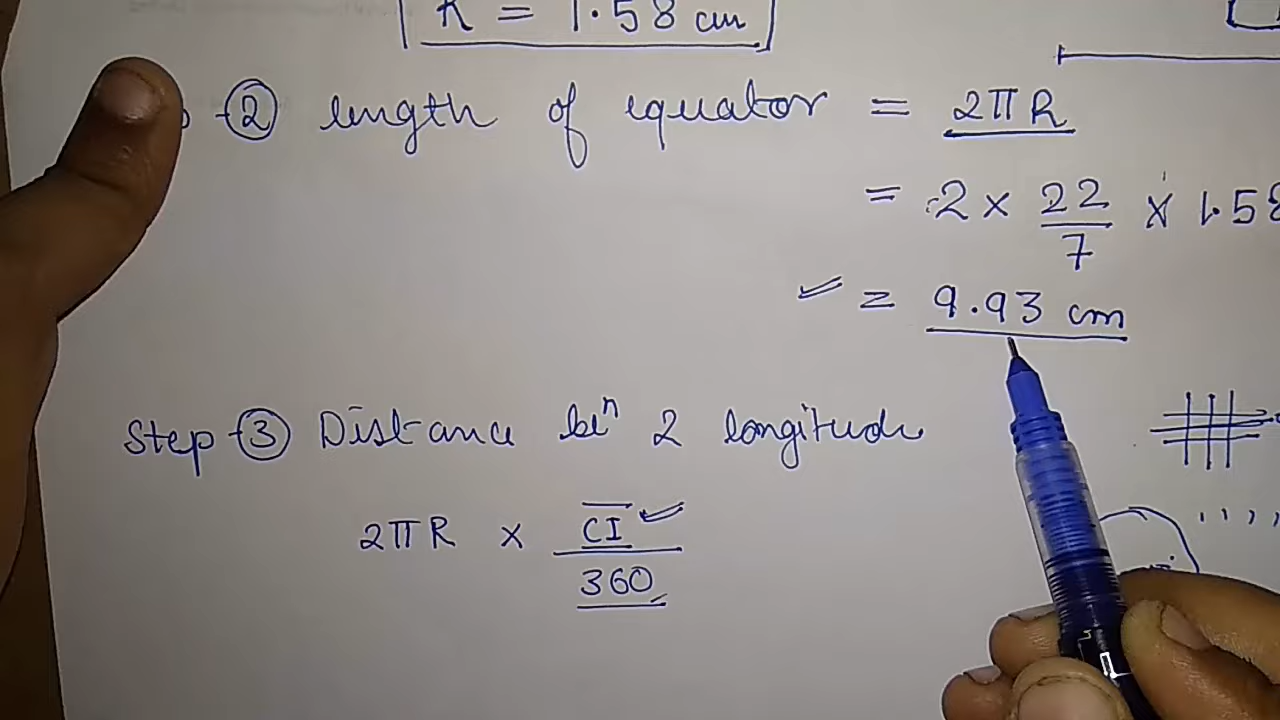 R = 1.58 cm
② length of equator = 2πR
= 2 × 22/7 × 1.58
= 9.93 cm
Step-③ Distance betⁿ 2 longitude
2πR × CI/360